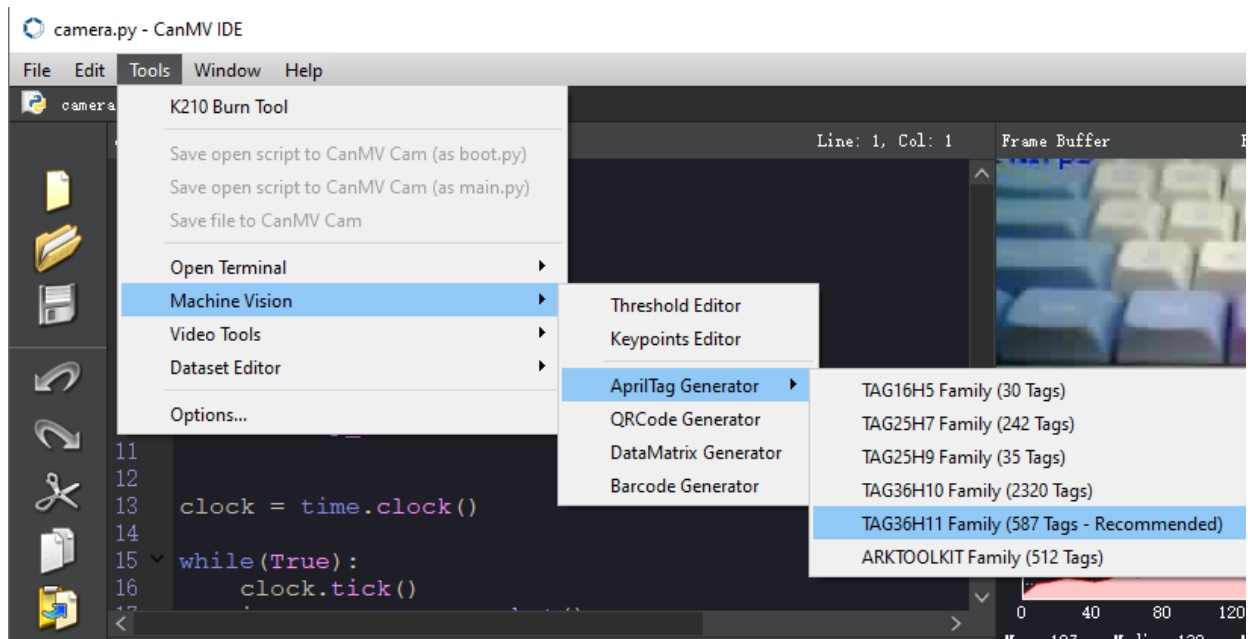 camera.py - CanMV IDE
File Edit Tools Window Help
camera
Line: 1, Col: 1
Frame Buffer
K210 Burn Tool
Save open script to CanMV Cam (as boot.py)
Save open script to CanMV Cam (as main.py)
Save file to CanMV Cam
Open Terminal
Machine Vision
Video Tools
Dataset Editor
Options...
Threshold Editor
Keypoints Editor
AprilTag Generator
QRCode Generator
DataMatrix Generator
Barcode Generator
TAG16H5 Family (30 Tags)
TAG25H7 Family (242 Tags)
TAG25H9 Family (35 Tags)
TAG36H10 Family (2320 Tags)
TAG36H11 Family (587 Tags - Recommended)
ARKTOOLKIT Family (512 Tags)
11
12
13 clock = time.clock()
14
15 while(True):
16 clock.tick()
0 40 80 120